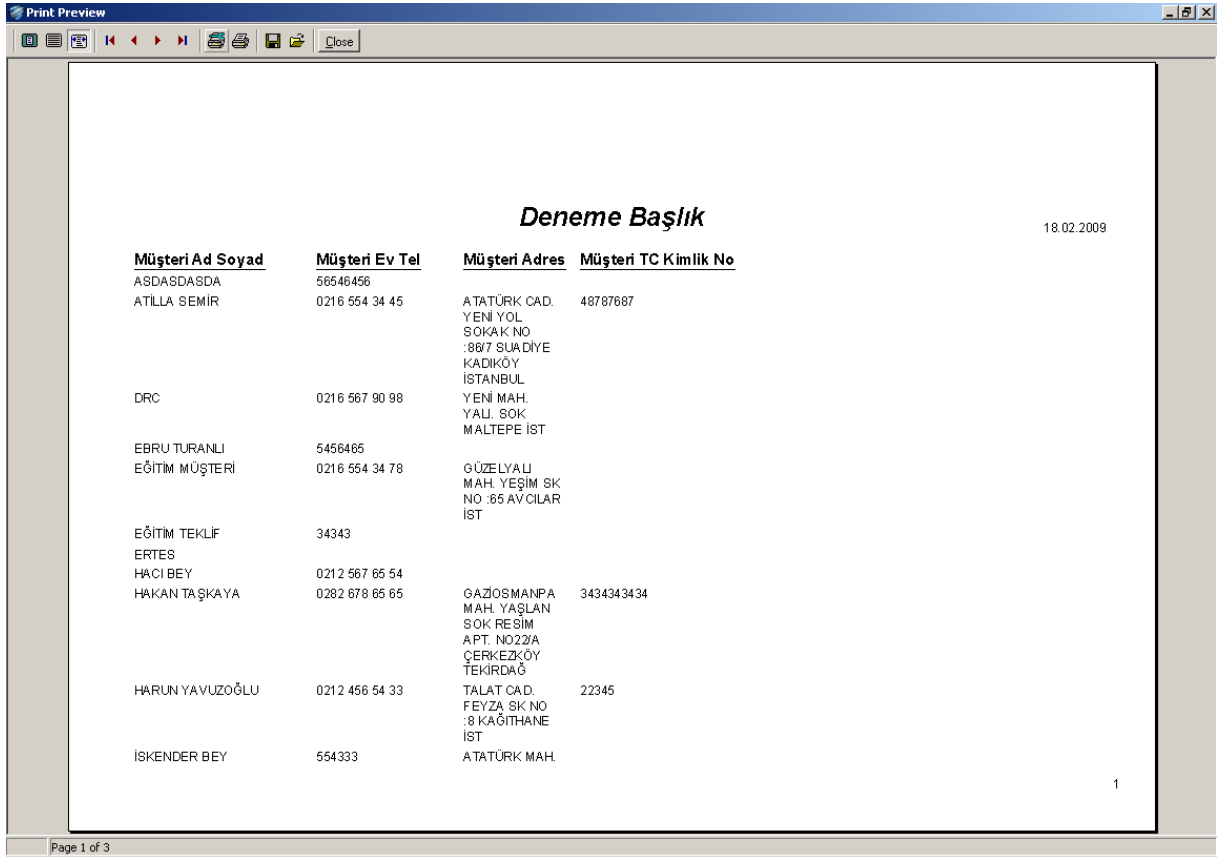 Print Preview
Close
Deneme Başlık
18.02.2009
Müşteri Ad Soyad Müşteri Ev Tel Müşteri Adres Müşteri TC Kimlik No
ASDASDASDA 56546456
ATİLLA SEMİR 0216 554 34 45 ATATÜRK CAD. 48787687
YENİ YOL
SOKAK NO
:86/7 SUADİYE
KADIKÖY
İSTANBUL
DRC 0216 567 90 98 YENİ MAH.
YALI. SOK
MALTEPE İST
EBRU TURANLI 5456465
EĞİTİM MÜŞTERİ 0216 554 34 78 GÜZELYALI
MAH. YEŞİM SK
NO :65 AVCILAR
İST
EĞİTİM TEKLİF 34343
ERTES
HACI BEY 0212 567 65 54
HAKAN TAŞKAYA 0282 678 65 65 GAZİOSMANPA 3434343434
MAH. YAŞLAN
SOK RESİM
APT. NO22/A
ÇERKEZKÖY
TEKİRDAĞ
HARUN YAVUZOĞLU 0212 456 54 33 TALAT CAD. 22345
FEYZA SK NO
:8 KAĞITHANE
İST
İSKENDER BEY 554333 ATATÜRK MAH.
1
Page 1 of 3